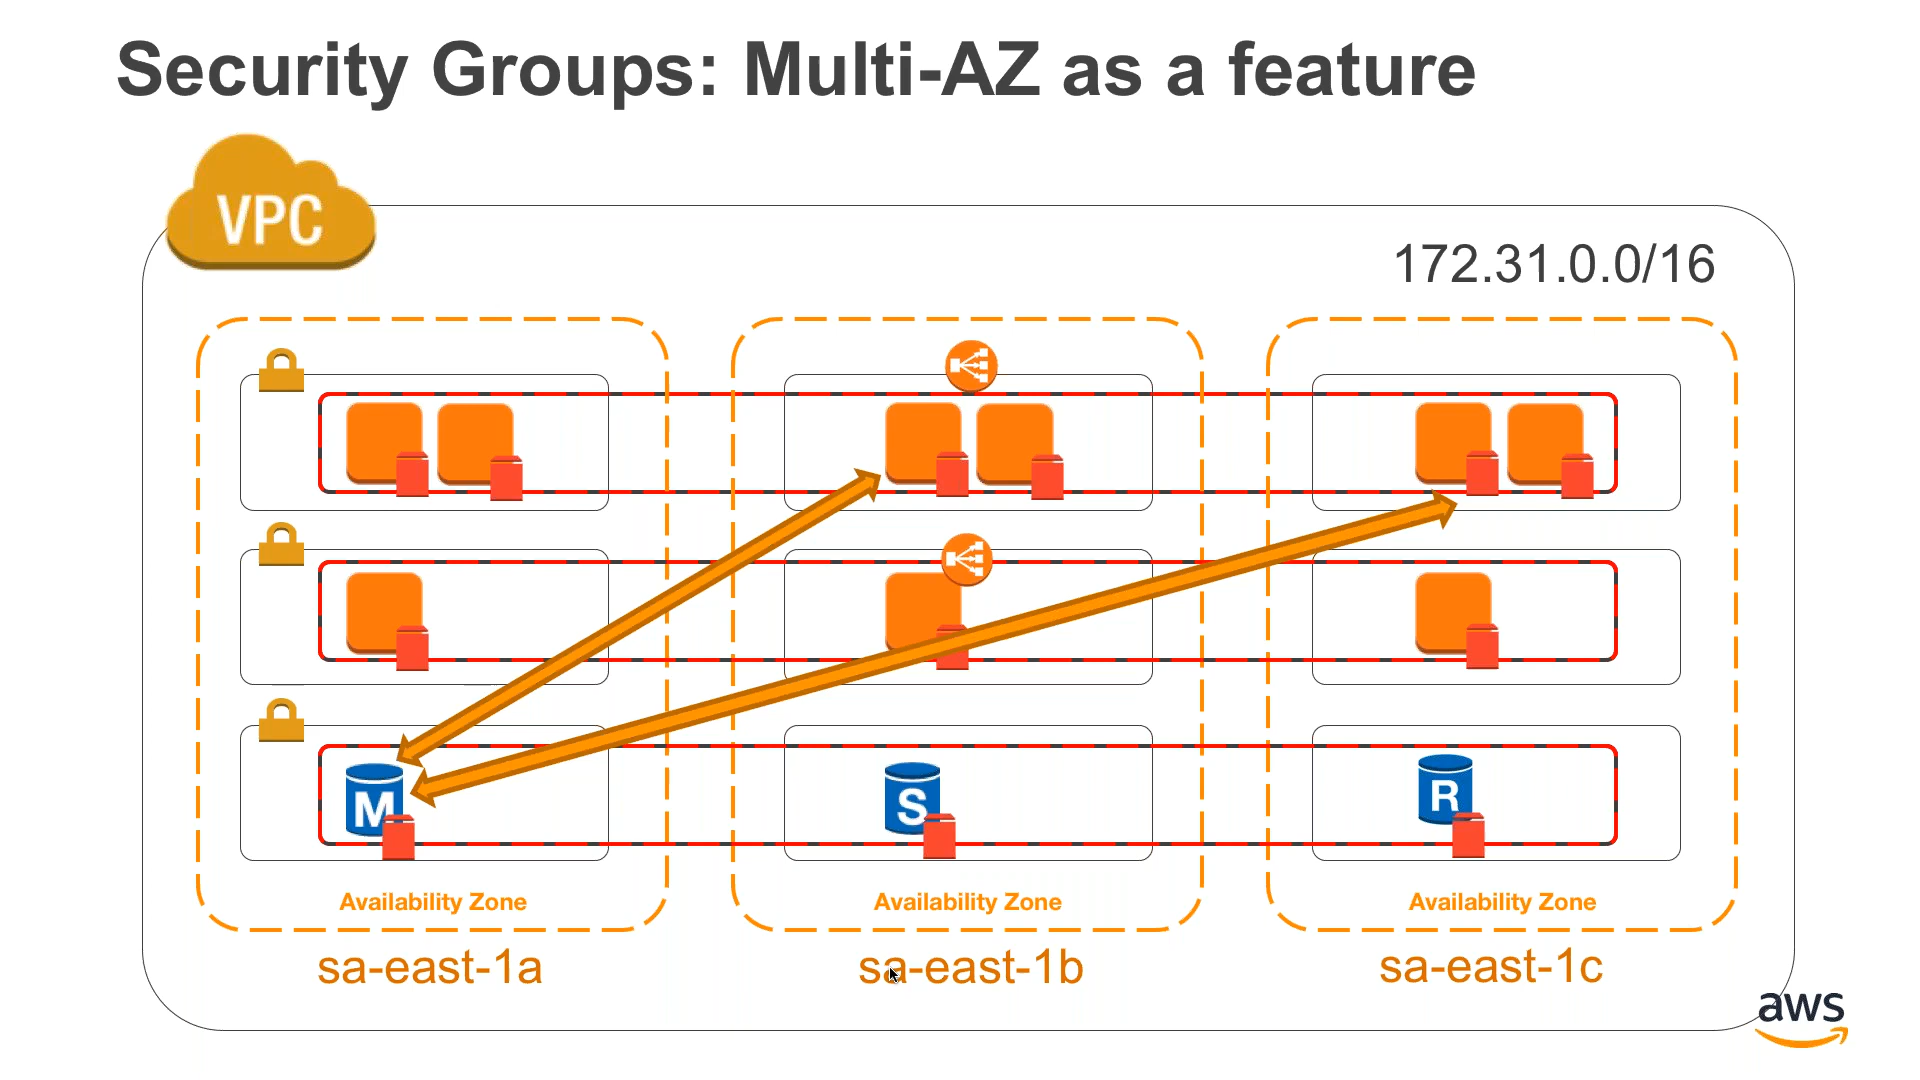 Security Groups: Multi-AZ as a feature
VPC
172.31.0.0/16
M
S
R
Availability Zone
Availability Zone
Availability Zone
sa-east-1a
sa-east-1b
sa-east-1c
aws